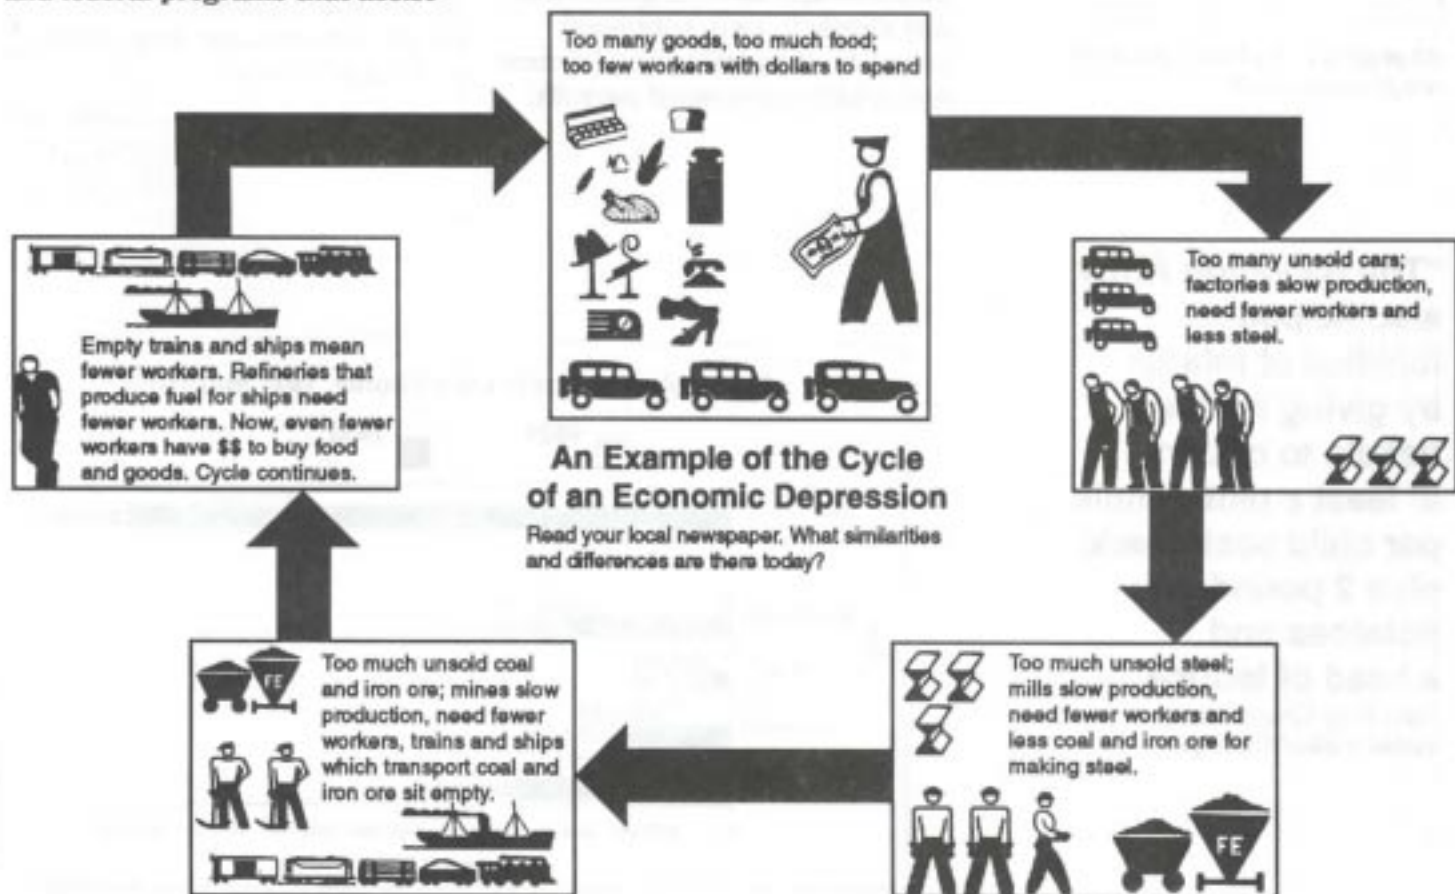 Too many goods, too much food;
too few workers with dollars to spend
Too many unsold cars;
factories slow production,
need fewer workers and
less steel.
Too much unsold steel;
mills slow production,
need fewer workers and
less coal and iron ore for
making steel.
FE
Too much unsold coal
and iron ore; mines slow
production, need fewer
workers, trains and ships
which transport coal and
iron ore sit empty.
FE
Empty trains and ships mean
fewer workers. Refineries that
produce fuel for ships need
fewer workers. Now, even fewer
workers have $$ to buy food
and goods. Cycle continues.
An Example of the Cycle
of an Economic Depression
Read your local newspaper. What similarities
and differences are there today?